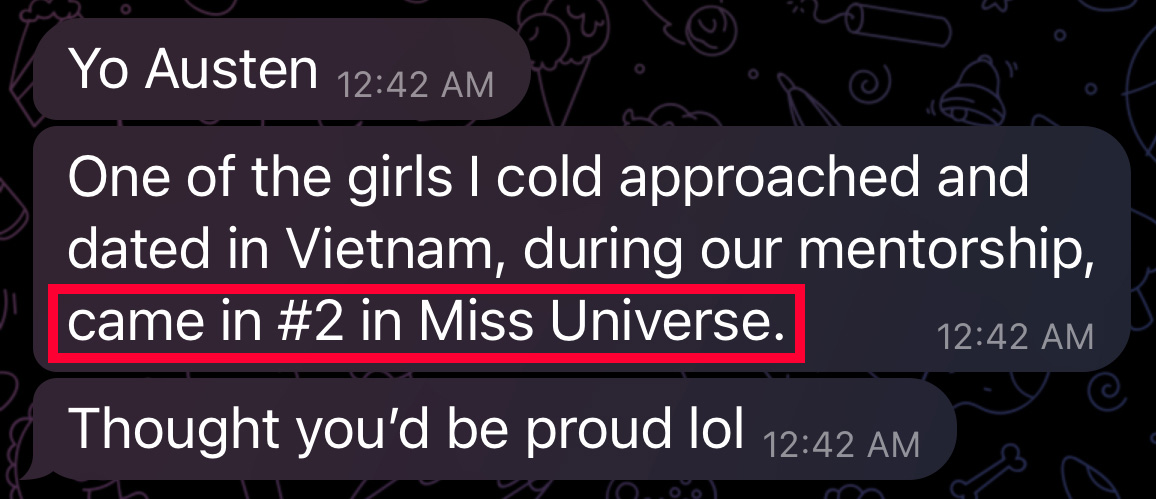 Yo Austen 12:42 AM
One of the girls I cold approached and
dated in Vietnam, during our mentorship,
came in #2 in Miss Universe. 12:42 AM
Thought you’d be proud lol 12:42 AM